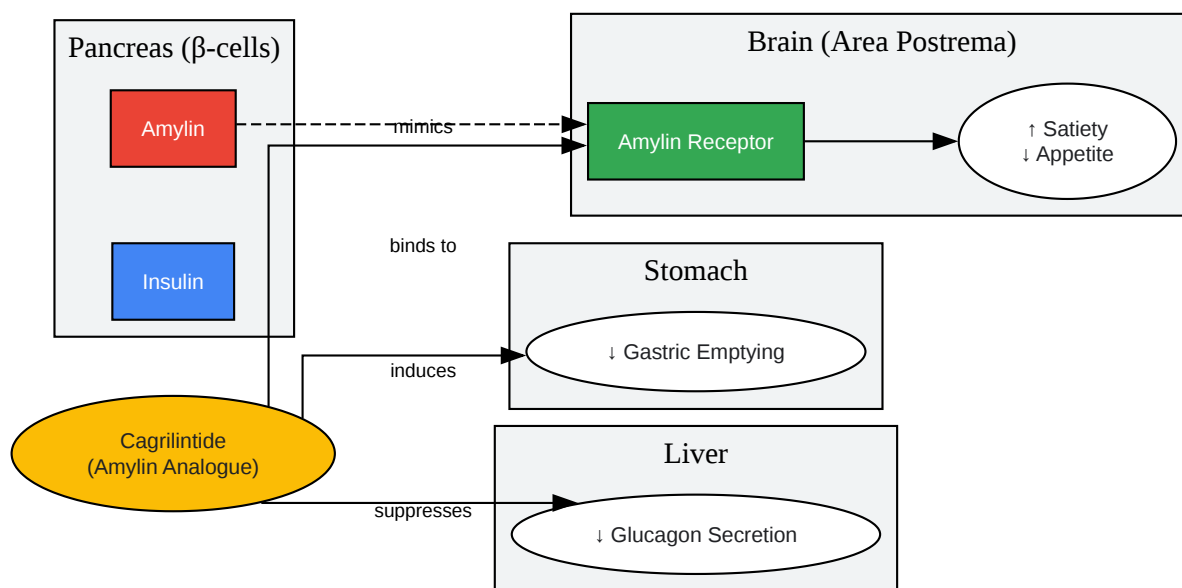 Pancreas (β-cells)
Amylin
Insulin
Brain (Area Postrema)
mimics
Amylin Receptor
↑ Satiety
↓ Appetite
binds to
Stomach
↓ Gastric Emptying
induces
Cagrilintide
(Amylin Analogue)
Liver
suppresses
↓ Glucagon Secretion